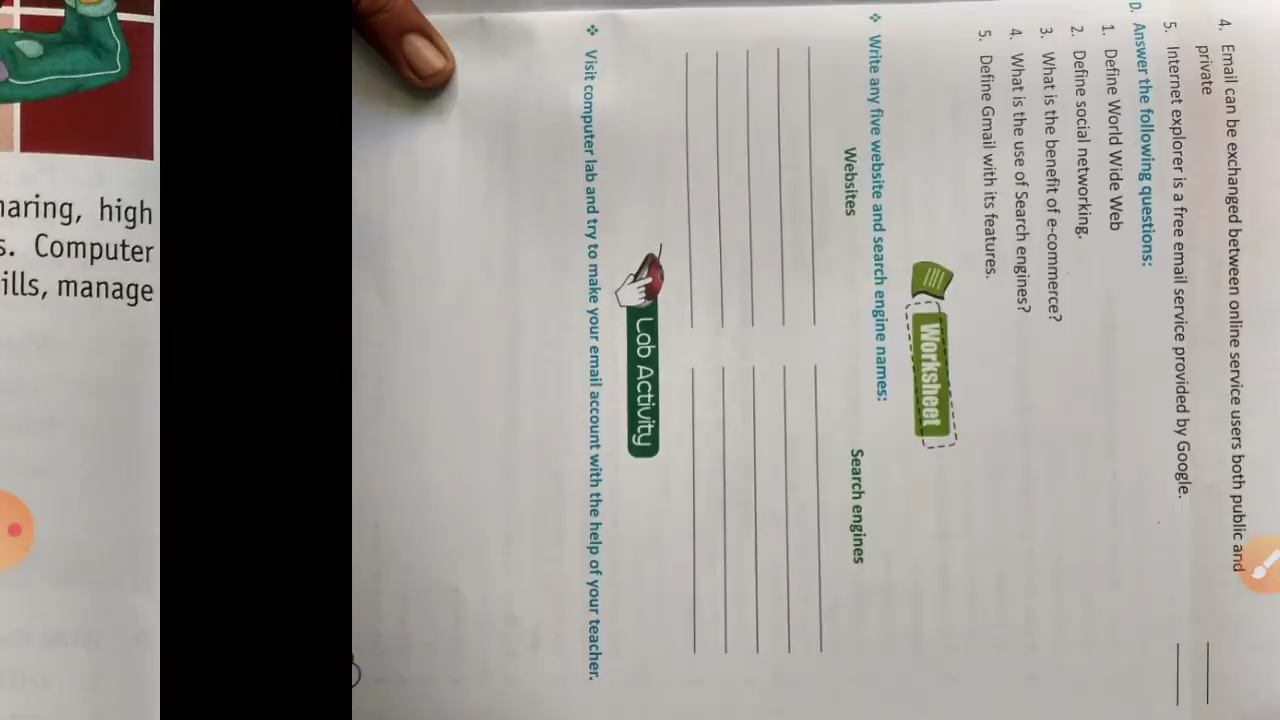 4. Email can be exchanged between online service users both public and
private
5. Internet explorer is a free email service provided by Google.
D. Answer the following questions:
1. Define World Wide Web
2. Define social networking.
3. What is the benefit of e-commerce?
4. What is the use of Search engines?
5. Define Gmail with its features.
Worksheet
❖ Write any five website and search engine names:
Websites Search engines
Lab Activity
❖ Visit computer lab and try to make your email account with the help of your teacher.
haring, high
s. Computer
ills, manage